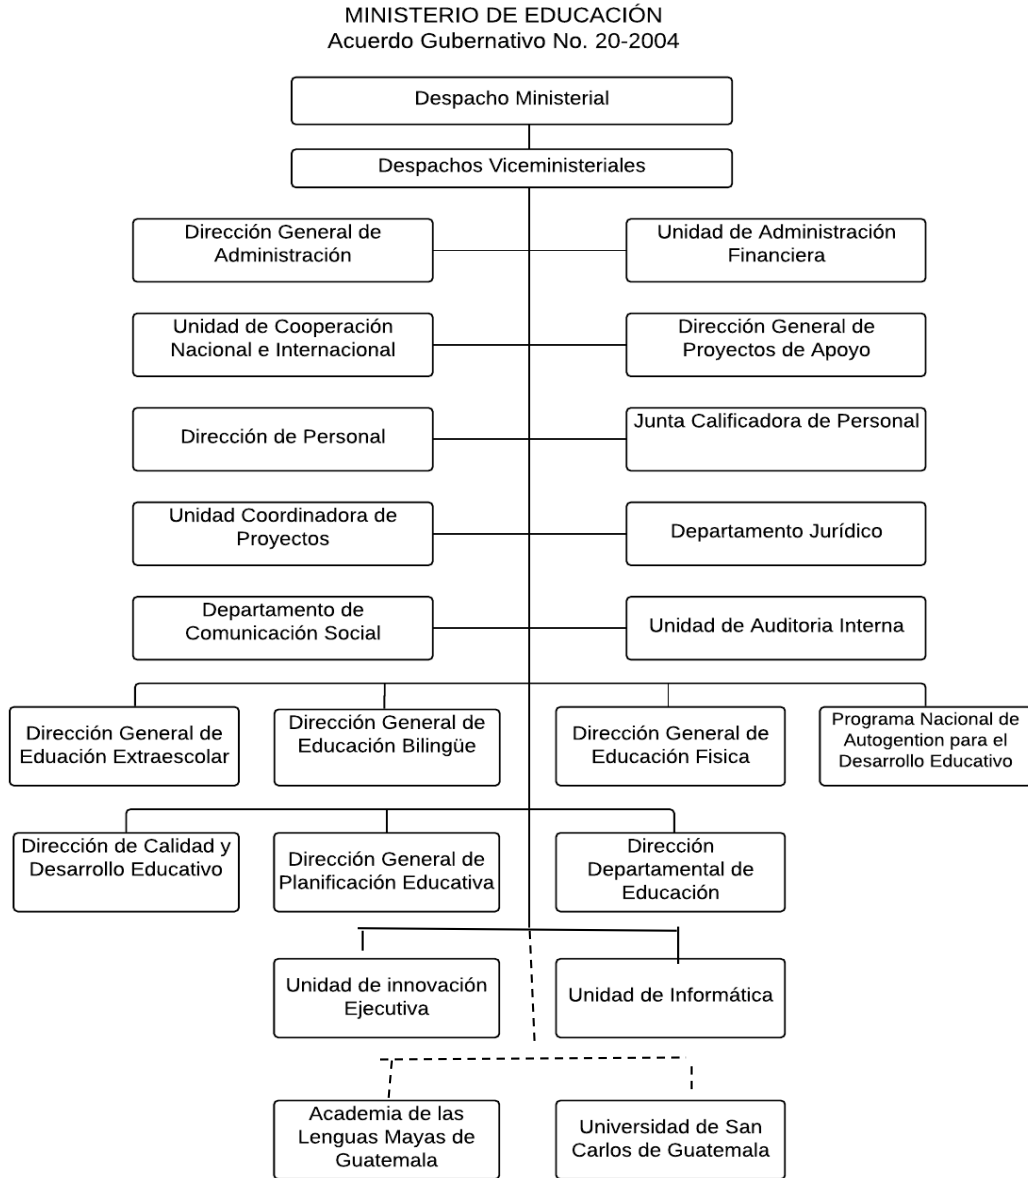 MINISTERIO DE EDUCACIÓN
Acuerdo Gubernativo No. 20-2004
Despacho Ministerial
Despachos Viceministeriales
Dirección General de
Administración
Unidad de Administración
Financiera
Unidad de Cooperación
Nacional e Internacional
Dirección General de
Proyectos de Apoyo
Dirección de Personal
Junta Calificadora de Personal
Unidad Coordinadora de
Proyectos
Departamento Jurídico
Departamento de
Comunicación Social
Unidad de Auditoria Interna
Dirección General de
Eduación Extraescolar
Dirección General de
Educación Bilingüe
Dirección General de
Educación Fisica
Programa Nacional de
Autogention para el
Desarrollo Educativo
Dirección de Calidad y
Desarrollo Educativo
Dirección General de
Planificación Educativa
Dirección
Departamental de
Educación
Unidad de innovación
Ejecutiva
Unidad de Informática
Academia de las
Lenguas Mayas de
Guatemala
Universidad de San
Carlos de Guatemala